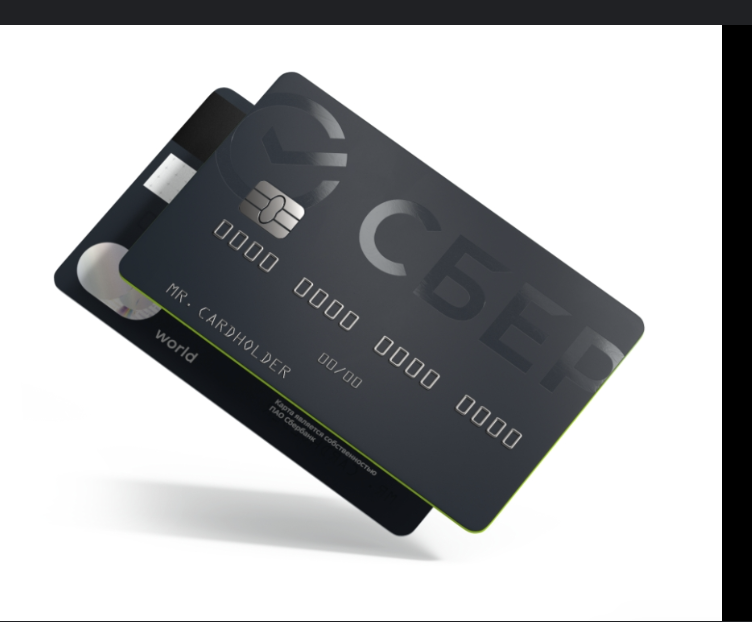 СБЕР
0000 0000 0000 0000
00/00
MR. CARDHOLDER
world
Карта является собственностью
ПАО Сбербанк